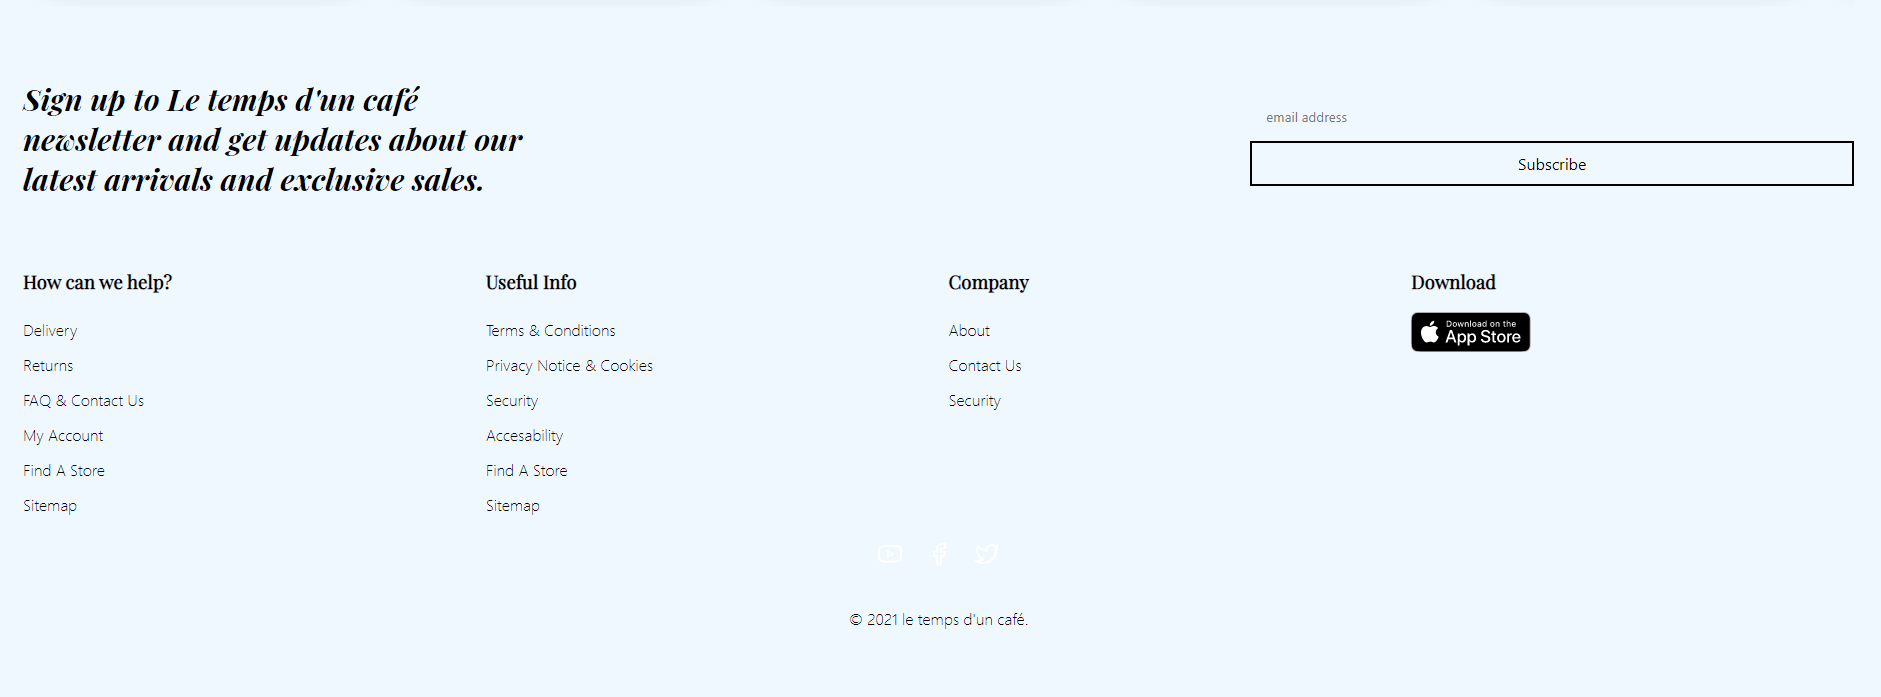 Sign up to Le temps d'un café
newsletter and get updates about our
latest arrivals and exclusive sales.
email address
Subscribe
How can we help?
Delivery
Returns
FAQ & Contact Us
My Account
Find A Store
Sitemap
Useful Info
Terms & Conditions
Privacy Notice & Cookies
Security
Accesability
Find A Store
Sitemap
Company
About
Contact Us
Security
Download
Download on the
App Store
© 2021 le temps d'un café.